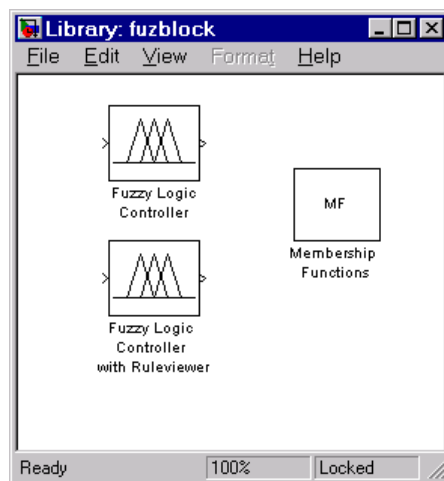 Library: fuzblock
File Edit View Format Help
Fuzzy Logic
Controller
MF
Membership
Functions
Fuzzy Logic
Controller
with Ruleviewer
Ready 100% Locked